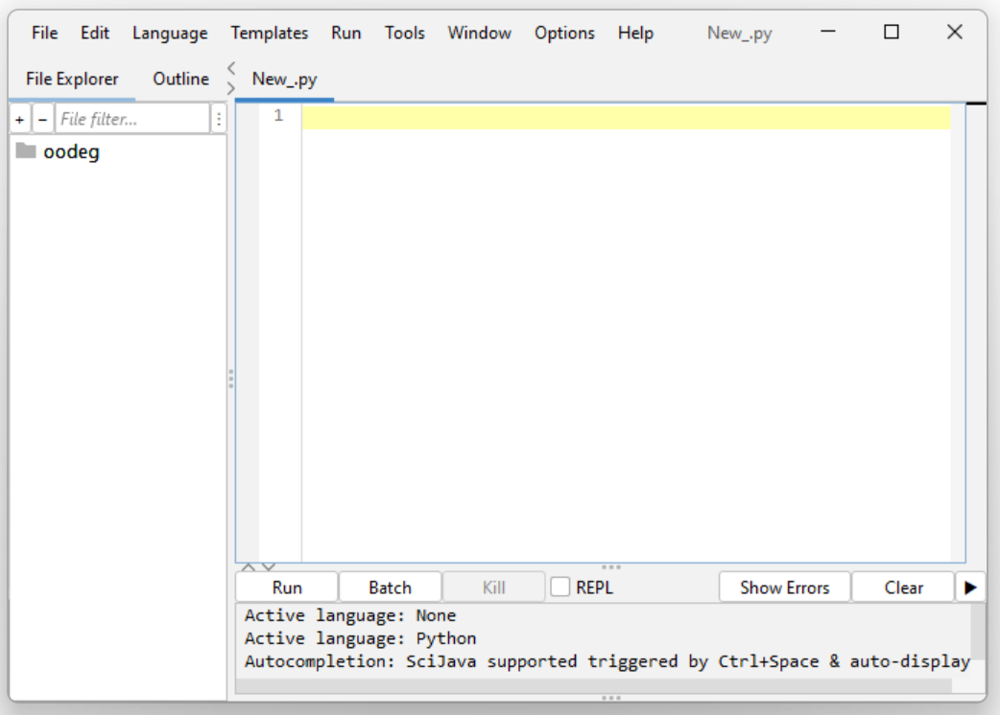 File Edit Language Templates Run Tools Window Options Help New_.py
File Explorer Outline New_.py
+ - File filter...
1
oodeg
Run Batch Kill REPL Show Errors Clear
Active language: None
Active language: Python
Autocompletion: SciJava supported triggered by Ctrl+Space & auto-display